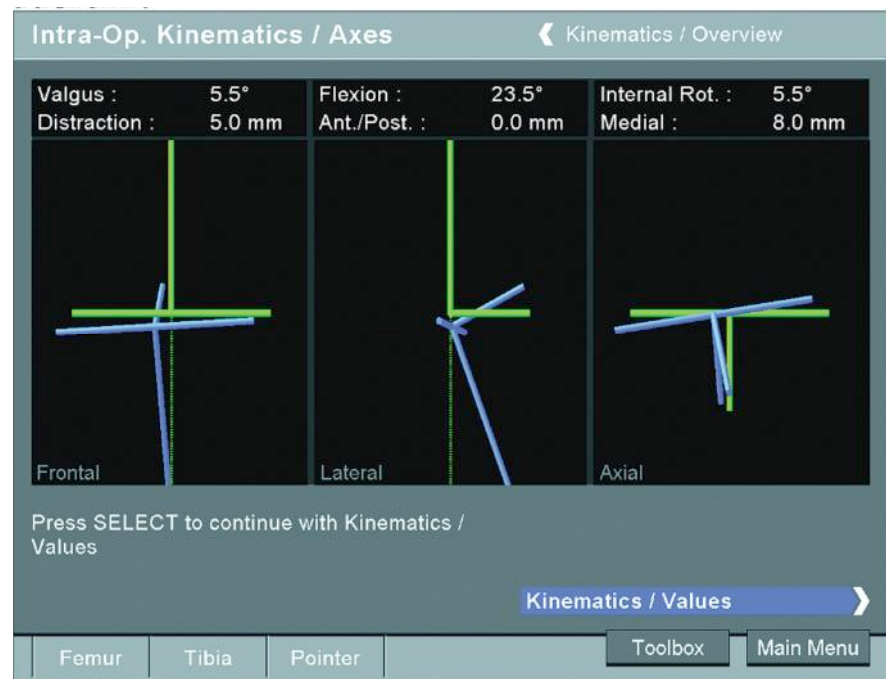 Intra-Op. Kinematics / Axes
Kinematics / Overview
Valgus : 5.5°
Distraction : 5.0 mm
Flexion : 23.5°
Ant./Post. : 0.0 mm
Internal Rot. : 5.5°
Medial : 8.0 mm
Frontal
Lateral
Axial
Press SELECT to continue with Kinematics /
Values
Kinematics / Values
Femur
Tibia
Pointer
Toolbox
Main Menu